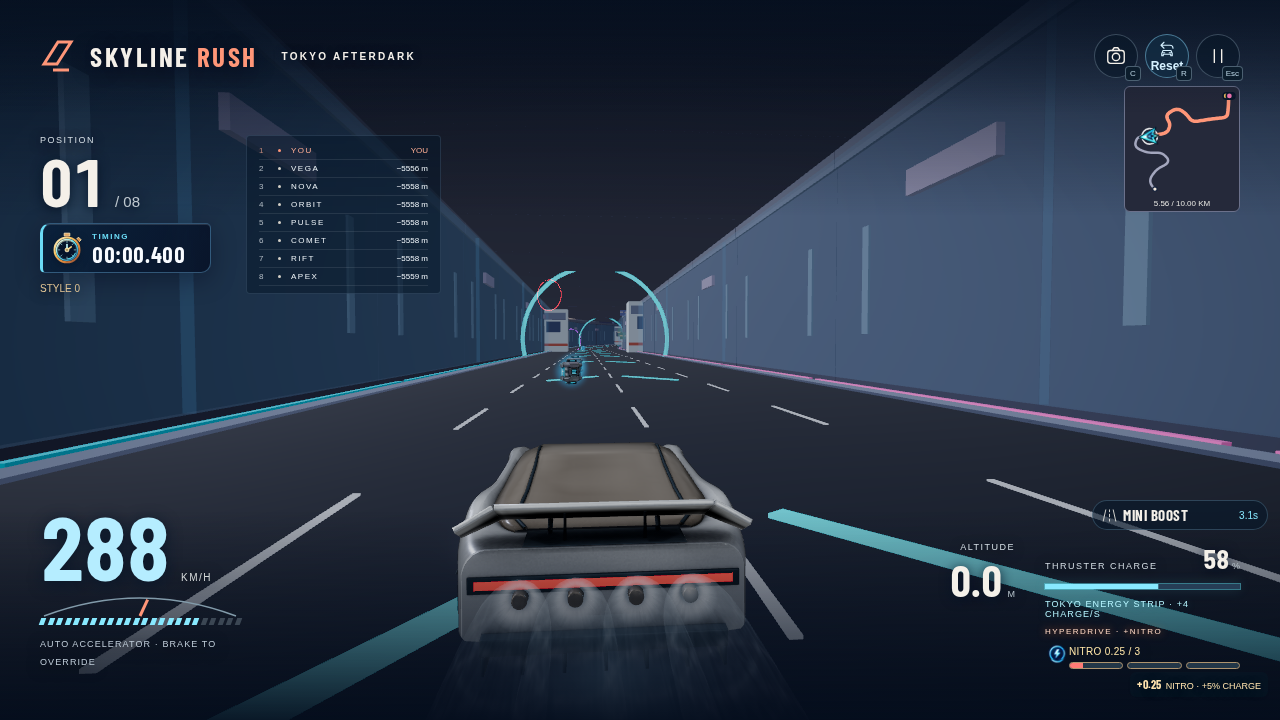 SKYLINE RUSH
TOKYO AFTERDARK
Reset
C
R
Esc
POSITION
01 / 08
TIMING
00:00.400
STYLE 0
1 • YOU YOU
2 • VEGA −5556 m
3 • NOVA −5558 m
4 • ORBIT −5558 m
5 • PULSE −5558 m
6 • COMET −5558 m
7 • RIFT −5558 m
8 • APEX −5559 m
5.56 / 10.00 KM
288 KM/H
AUTO ACCELERATOR · BRAKE TO
OVERRIDE
MINI BOOST 3.1s
ALTITUDE
0.0 M
THRUSTER CHARGE 58 %
TOKYO ENERGY STRIP · +4
CHARGE/S
HYPERDRIVE · +NITRO
NITRO 0.25 / 3
+0.25 NITRO · +5% CHARGE